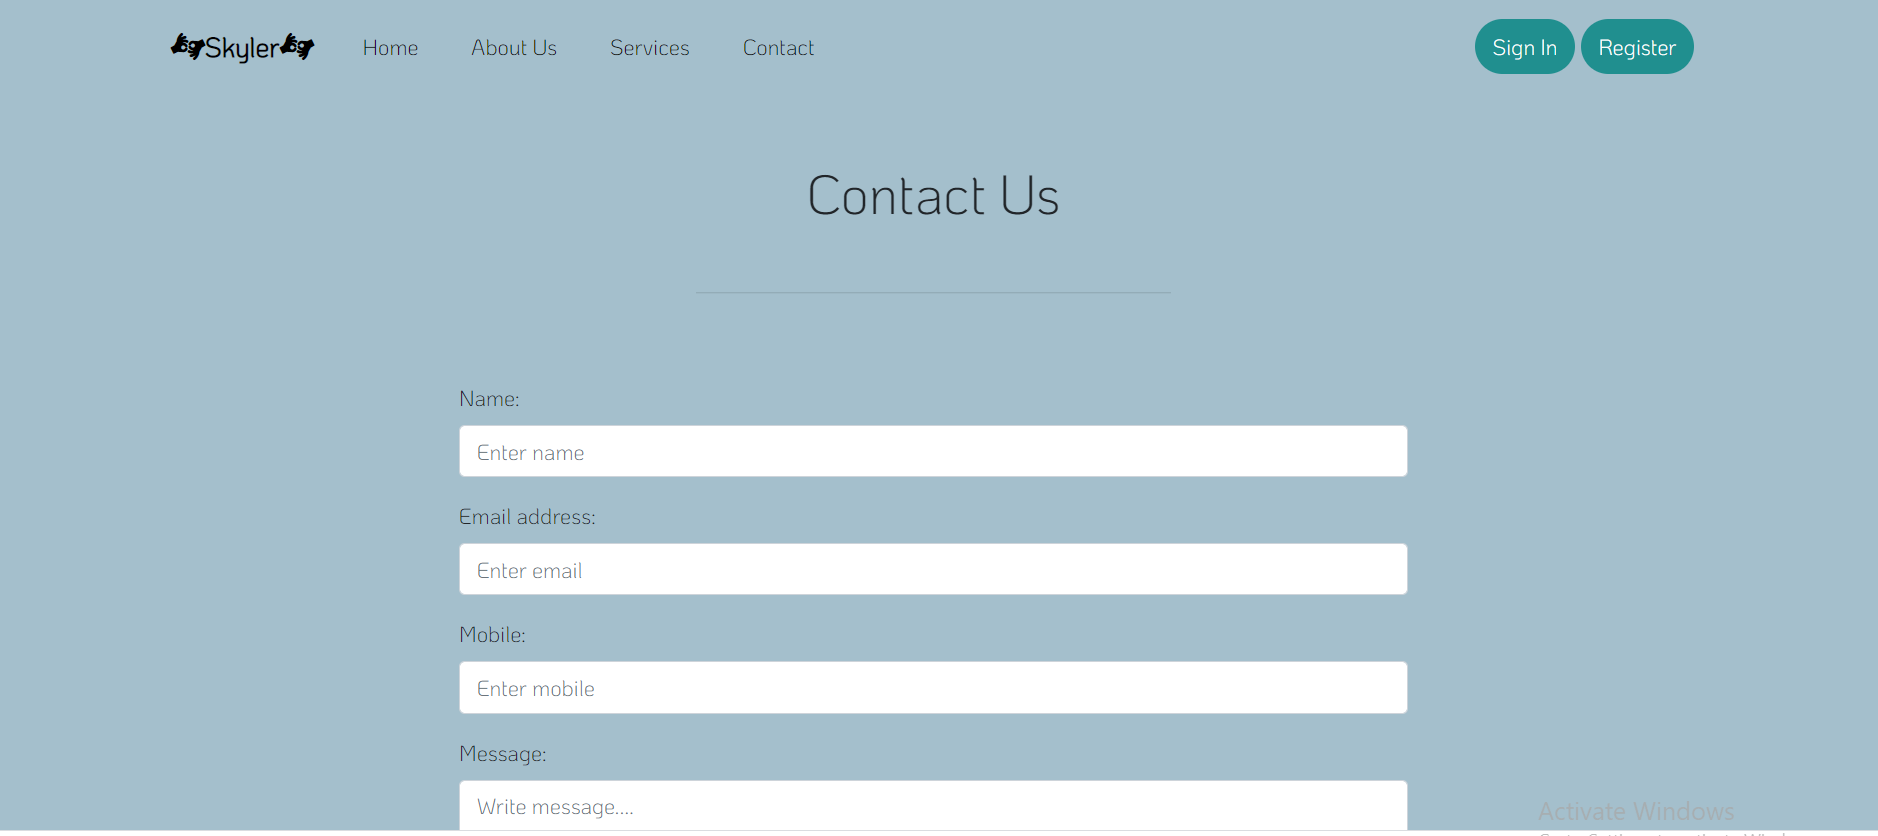 Skyler Home About Us Services Contact Sign In Register
Contact Us
Name:
Enter name
Email address:
Enter email
Mobile:
Enter mobile
Message:
Write message....
Activate Windows